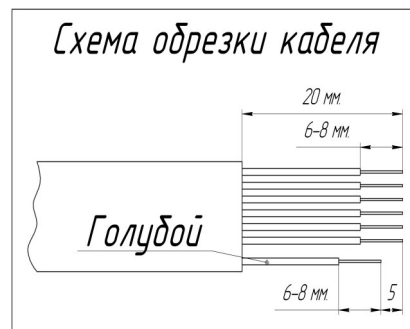 Схема обрезки кабеля
20 мм.
6-8 мм.
Голубой
6-8 мм. 5